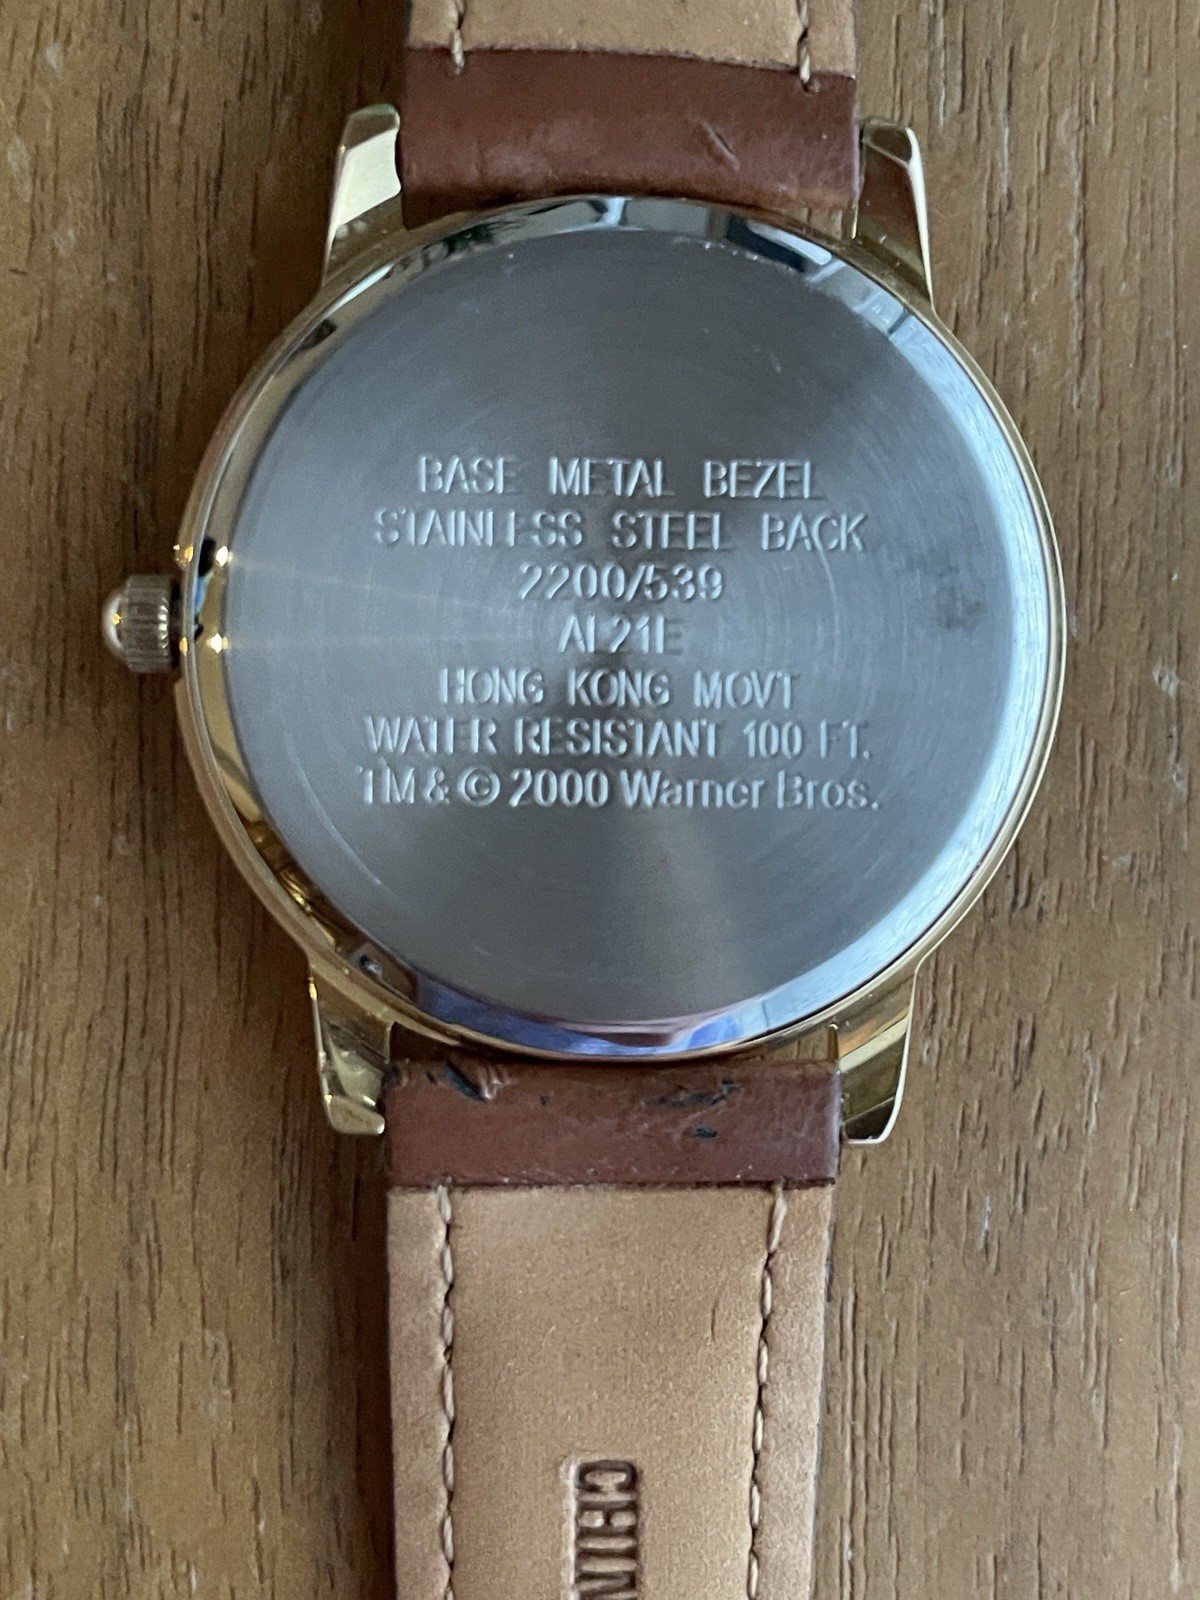 BASE METAL BEZEL
STAINLESS STEEL BACK
2200/539
AL21E
HONG KONG MOVT
WATER RESISTANT 100 FT.
TM & © 2000 Warner Bros.
CHIN